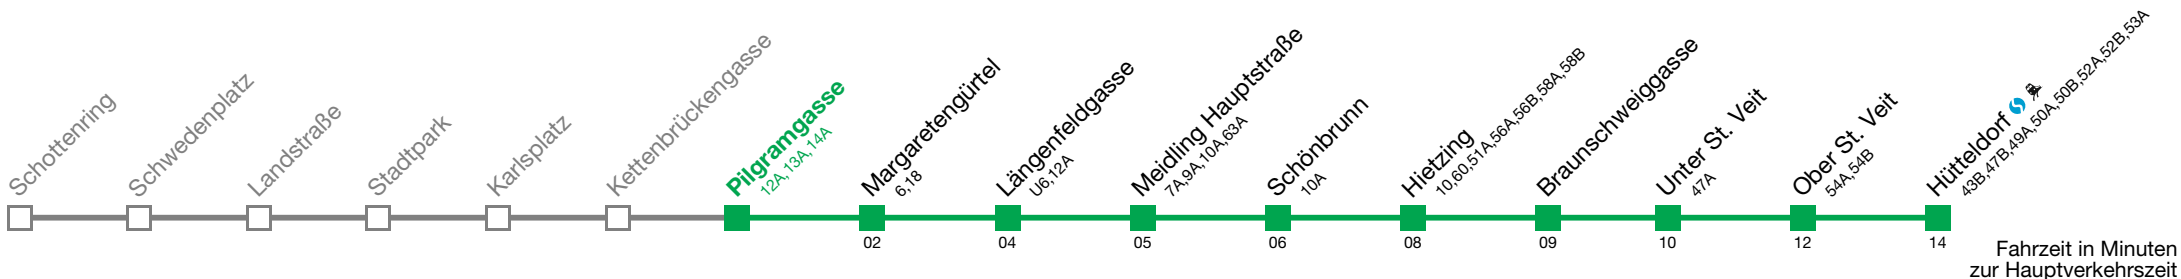 Schottenring
Schwedenplatz
Landstraße
Stadtpark
Karlsplatz
Kettenbrückengasse
Pilgramgasse
12A, 13A, 14A
Margaretengürtel
6,18
Längenfeldgasse
U6,12A
Meidling Hauptstraße
7A,9A,10A,63A
Schönbrunn
10A
Hietzing
10,60,51A,56A,56B,58A,58B
Braunschweiggasse
Unter St. Veit
47A
Ober St. Veit
54A,54B
Hütteldorf
43B,47B,49A,50A,50B,52A,52B,53A
02
04
05
06
08
09
10
12
14
Fahrzeit in Minuten
zur Hauptverkehrszeit